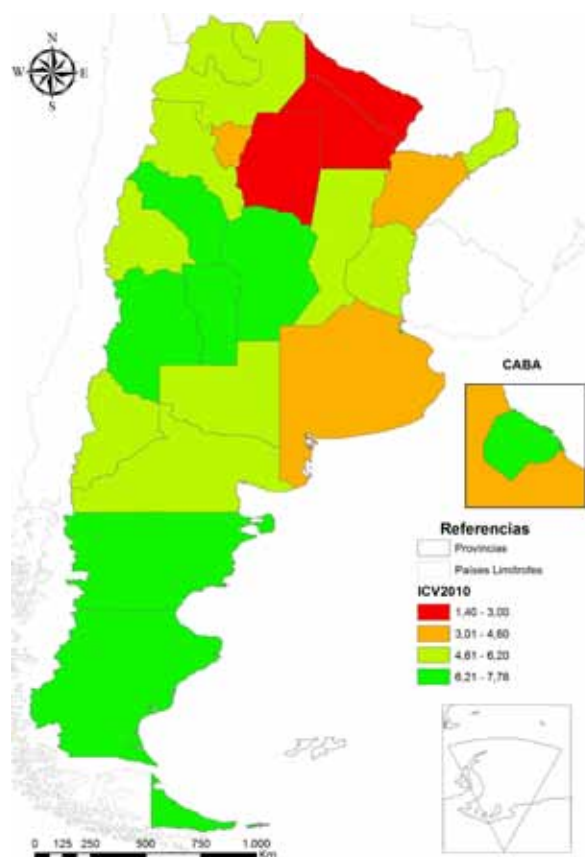 N
W E
S
CABA
Referencias
Provincias
Países Limítrofes
ICV2010
1,40 - 3,00
3,01 - 4,60
4,61 - 6,20
6,21 - 7,78
0 125 250 500 750 1.000
Km